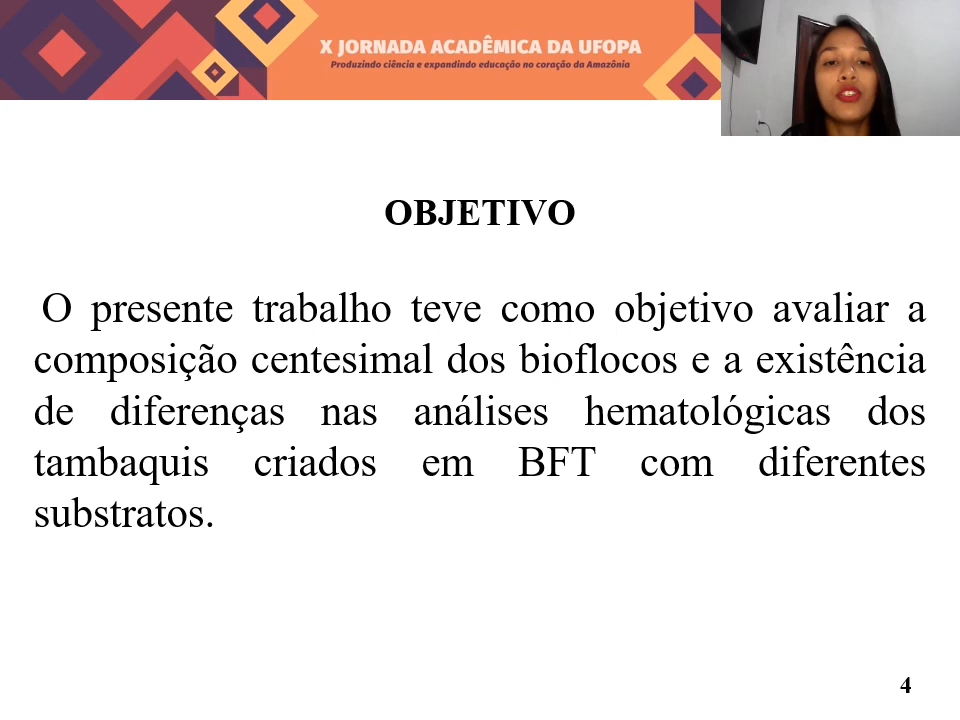 X JORNADA ACADÊMICA DA UFOPA
Produzindo ciência e expandindo educação no coração da Amazônia
OBJETIVO
O presente trabalho teve como objetivo avaliar a
composição centesimal dos bioflocos e a existência
de diferenças nas análises hematológicas dos
tambaquis criados em BFT com diferentes
substratos.
4